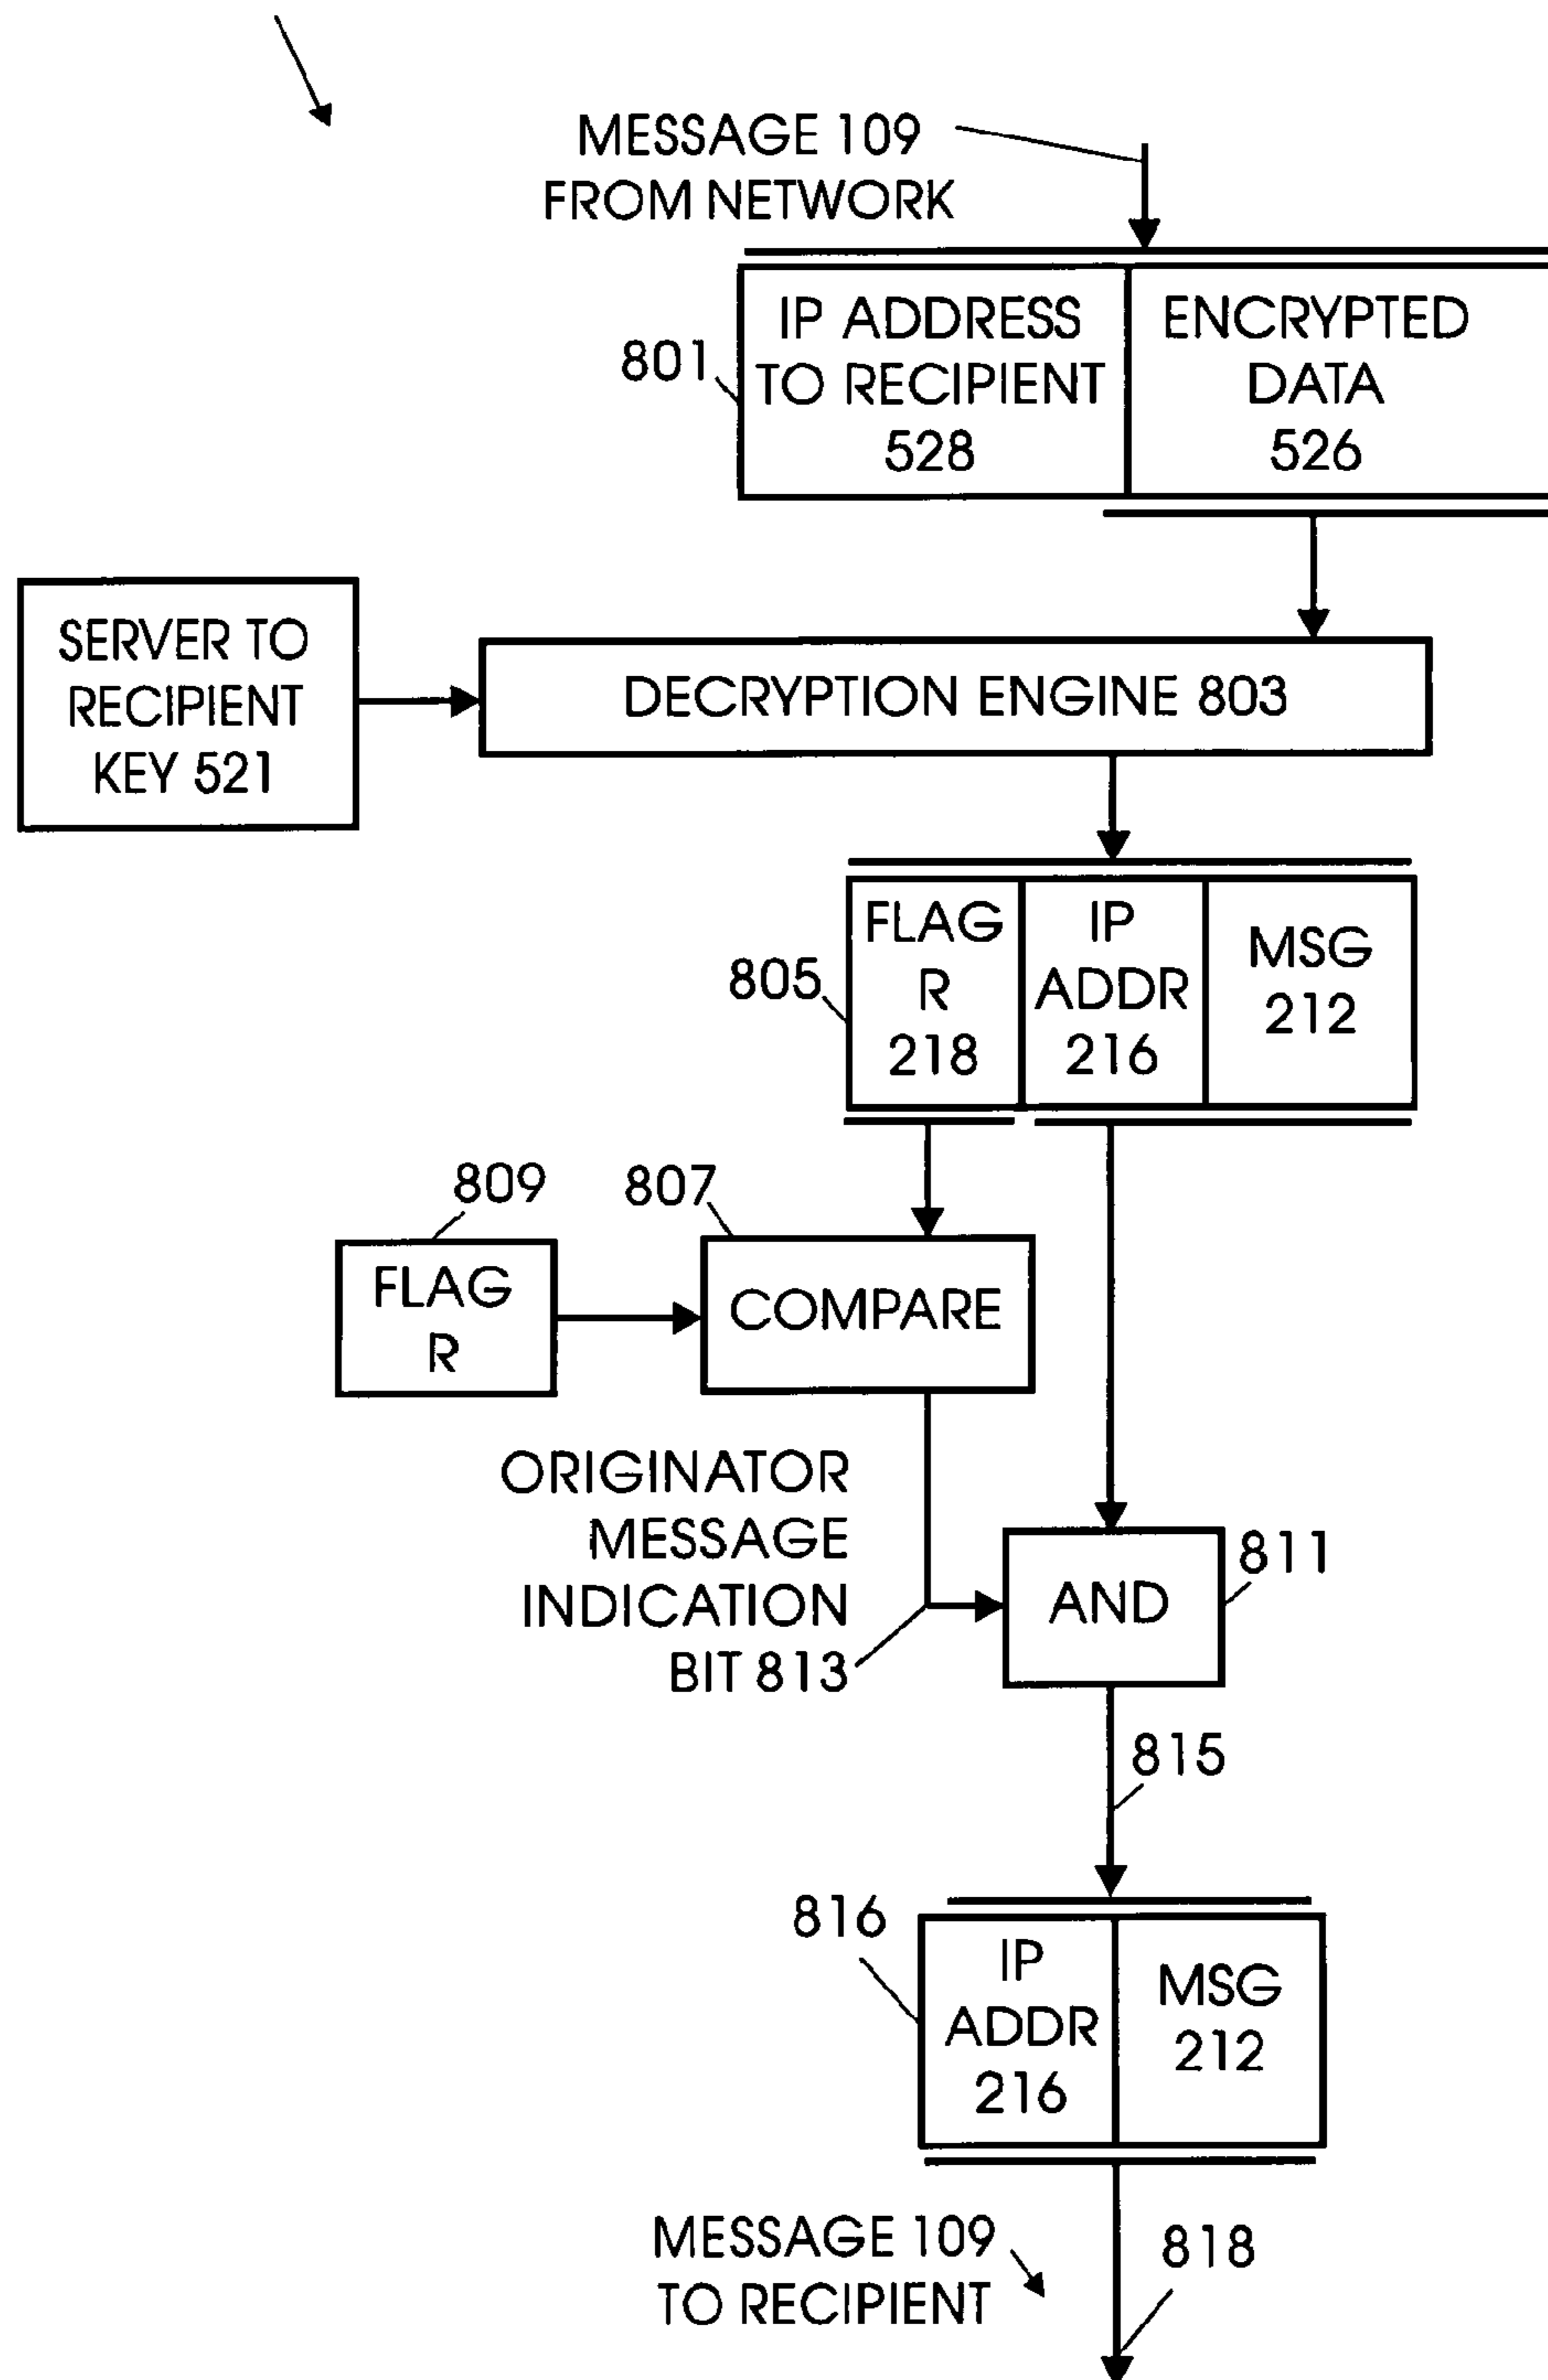 MESSAGE 109
FROM NETWORK
801
IP ADDRESS
TO RECIPIENT
528
ENCRYPTED
DATA
526
SERVER TO
RECIPIENT
KEY 521
DECRYPTION ENGINE 803
805
FLAG
R
218
IP
ADDR
216
MSG
212
809
807
FLAG
R
COMPARE
ORIGINATOR
MESSAGE
INDICATION
BIT 813
AND
811
815
816
IP
ADDR
216
MSG
212
MESSAGE 109
TO RECIPIENT
818